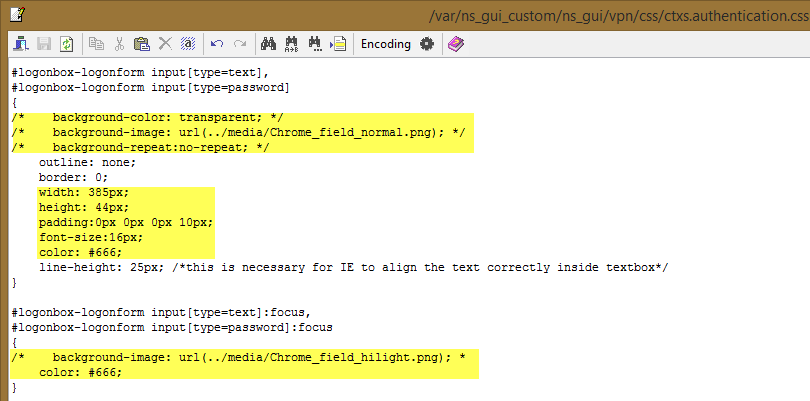 /var/ns_gui_custom/ns_gui/vpn/css/ctxs.authentication.css
Encoding
#logonbox-logonform input[type=text],
#logonbox-logonform input[type=password]
{
/*    background-color: transparent; */
/*    background-image: url(../media/Chrome_field_normal.png); */
/*    background-repeat:no-repeat; */
    outline: none;
    border: 0;
    width: 385px;
    height: 44px;
    padding:0px 0px 0px 10px;
    font-size:16px;
    color: #666;
    line-height: 25px; /*this is necessary for IE to align the text correctly inside textbox*/
}

#logonbox-logonform input[type=text]:focus,
#logonbox-logonform input[type=password]:focus
{
/*    background-image: url(../media/Chrome_field_hilight.png); *
    color: #666;
}